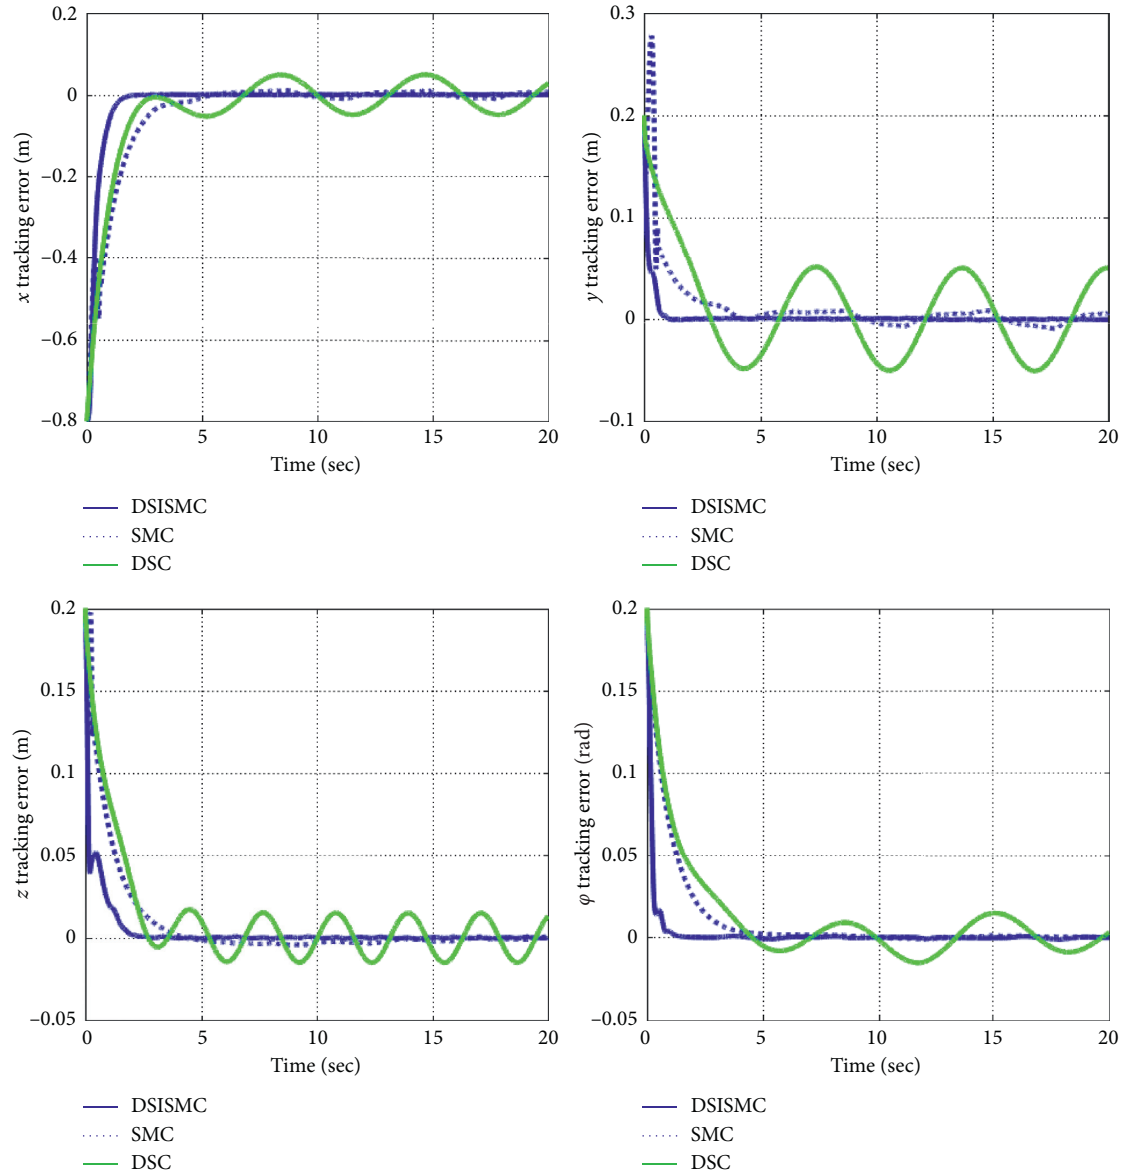 0.2
0
−0.2
−0.4
−0.6
−0.8
x tracking error (m)
0 5 10 15 20
Time (sec)
DSISMC
SMC
DSC
0.3
0.2
0.1
0
−0.1
y tracking error (m)
0 5 10 15 20
Time (sec)
DSISMC
SMC
DSC
0.2
0.15
0.1
0.05
0
−0.05
z tracking error (m)
0 5 10 15 20
Time (sec)
DSISMC
SMC
DSC
0.2
0.15
0.1
0.05
0
−0.05
φ tracking error (rad)
0 5 10 15 20
Time (sec)
DSISMC
SMC
DSC